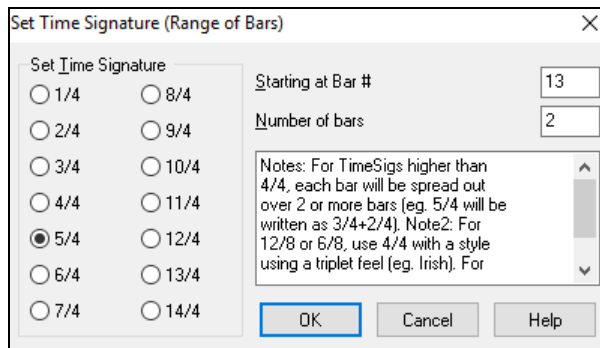 Set Time Signature (Range of Bars)
Set Time Signature
1/4 8/4
2/4 9/4
3/4 10/4
4/4 11/4
5/4 12/4
6/4 13/4
7/4 14/4
Starting at Bar # 13
Number of bars 2
Notes: For TimeSigs higher than
4/4, each bar will be spread out
over 2 or more bars (eg. 5/4 will be
written as 3/4+2/4). Note2: For
12/8 or 6/8, use 4/4 with a style
using a triplet feel (eg. Irish). For
OK Cancel Help